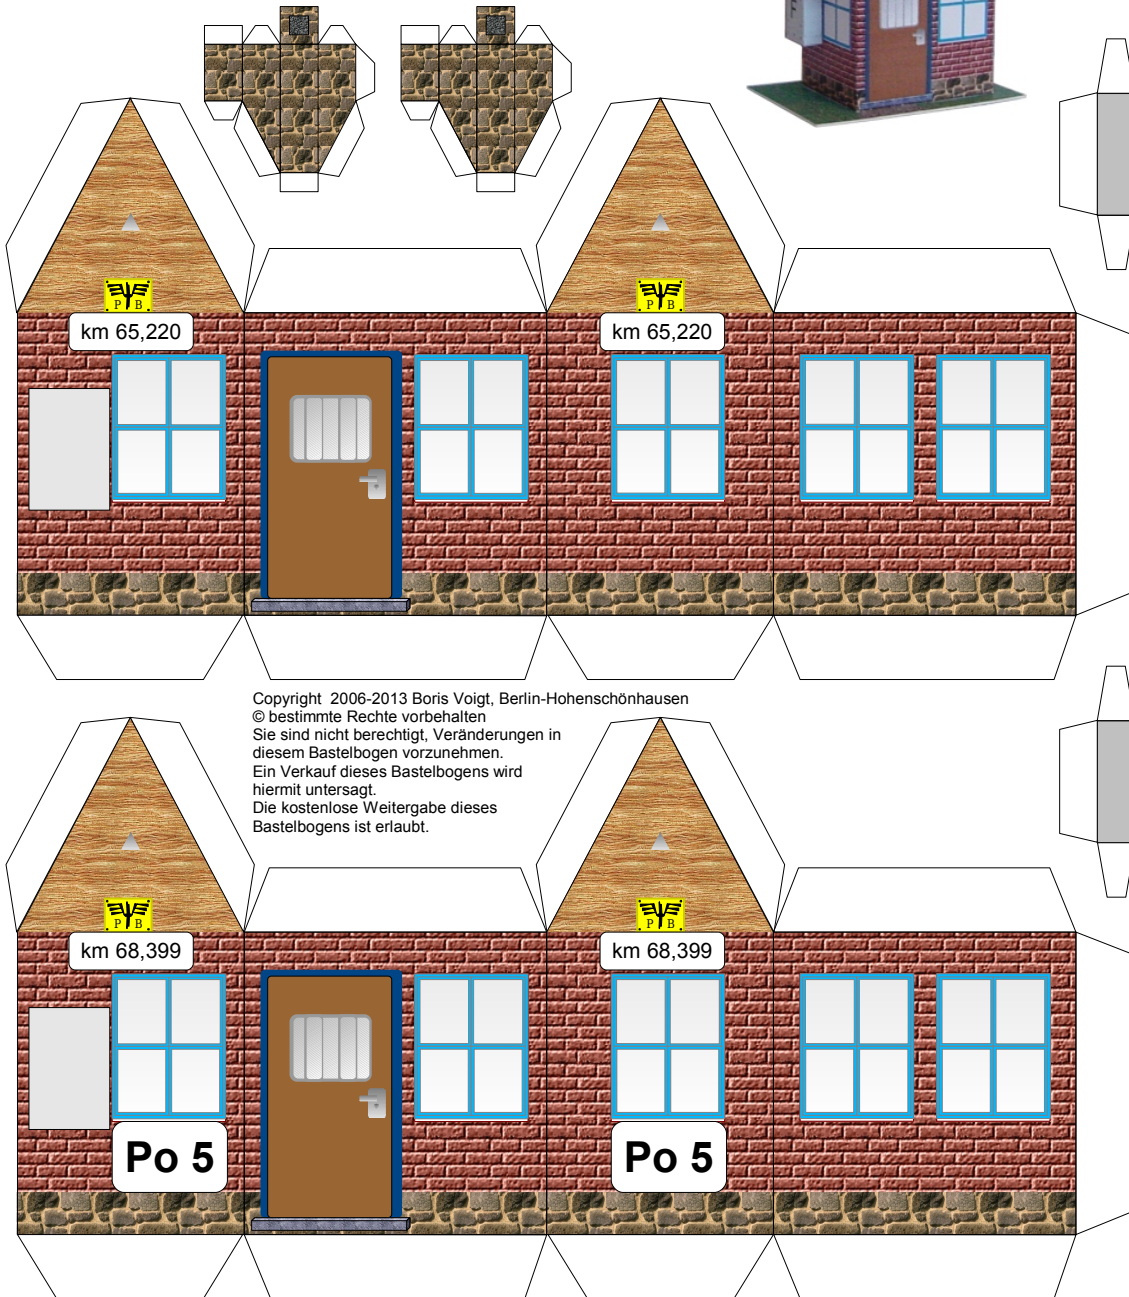 F
P B
P B
km 65,220
km 65,220
Copyright 2006-2013 Boris Voigt, Berlin-Hohenschönhausen
© bestimmte Rechte vorbehalten
Sie sind nicht berechtigt, Veränderungen in
diesem Bastelbogen vorzunehmen.
Ein Verkauf dieses Bastelbogens wird
hiermit untersagt.
Die kostenlose Weitergabe dieses
Bastelbogens ist erlaubt.
P B
P B
km 68,399
km 68,399
Po 5
Po 5